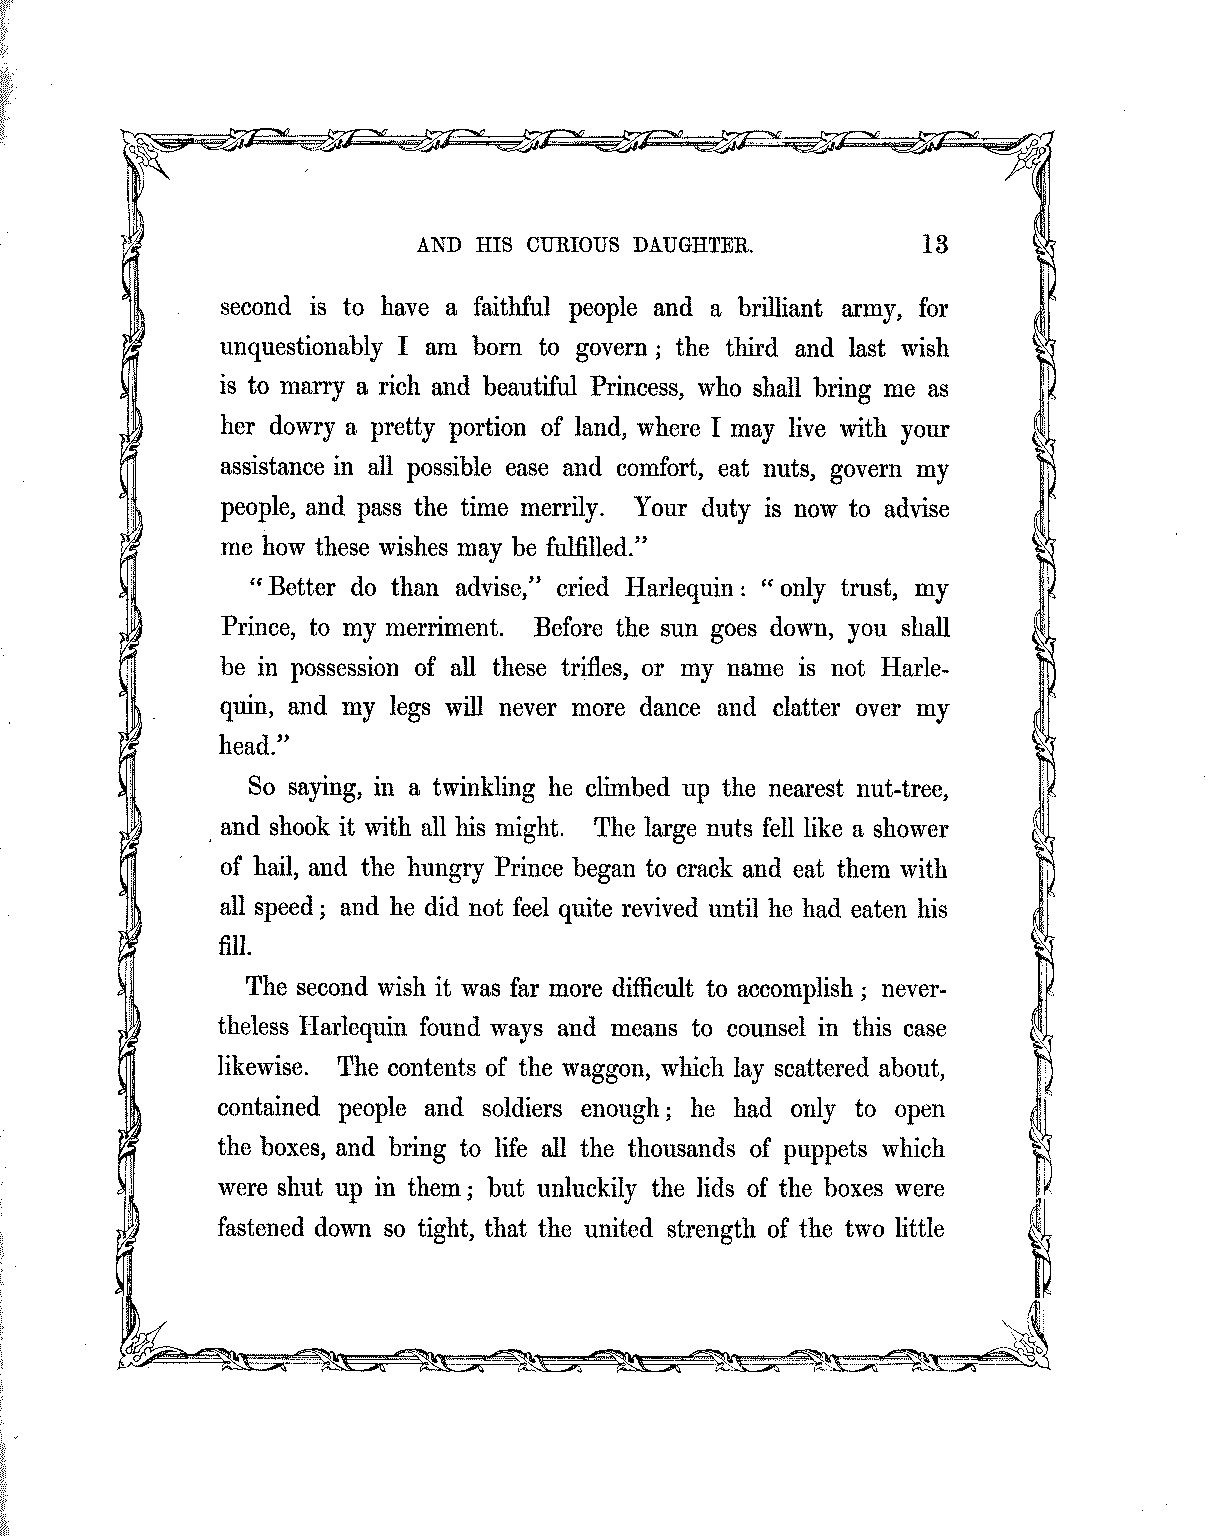 AND HIS CURIOUS DAUGHTER. 13
second is to have a faithful people and a brilliant army, for
unquestionably I am born to govern; the third and last wish
is to marry a rich and beautiful Princess, who shall bring me as
her dowry a pretty portion of land, where I may live with your
assistance in all possible ease and comfort, eat nuts, govern my
people, and pass the time merrily. Your duty is now to advise
me how these wishes may be fulfilled.”
“Better do than advise,” cried Harlequin: “only trust, my
Prince, to my merriment. Before the sun goes down, you shall
be in possession of all these trifles, or my name is not Harle-
quin, and my legs will never more dance and clatter over my
head.”
So saying, in a twinkling he climbed up the nearest nut-tree,
and shook it with all his might. The large nuts fell like a shower
of hail, and the hungry Prince began to crack and eat them with
all speed; and he did not feel quite revived until he had eaten his
fill.
The second wish it was far more difficult to accomplish; never-
theless Harlequin found ways and means to counsel in this case
likewise. The contents of the waggon, which lay scattered about,
contained people and soldiers enough; he had only to open
the boxes, and bring to life all the thousands of puppets which
were shut up in them; but unluckily the lids of the boxes were
fastened down so tight, that the united strength of the two little